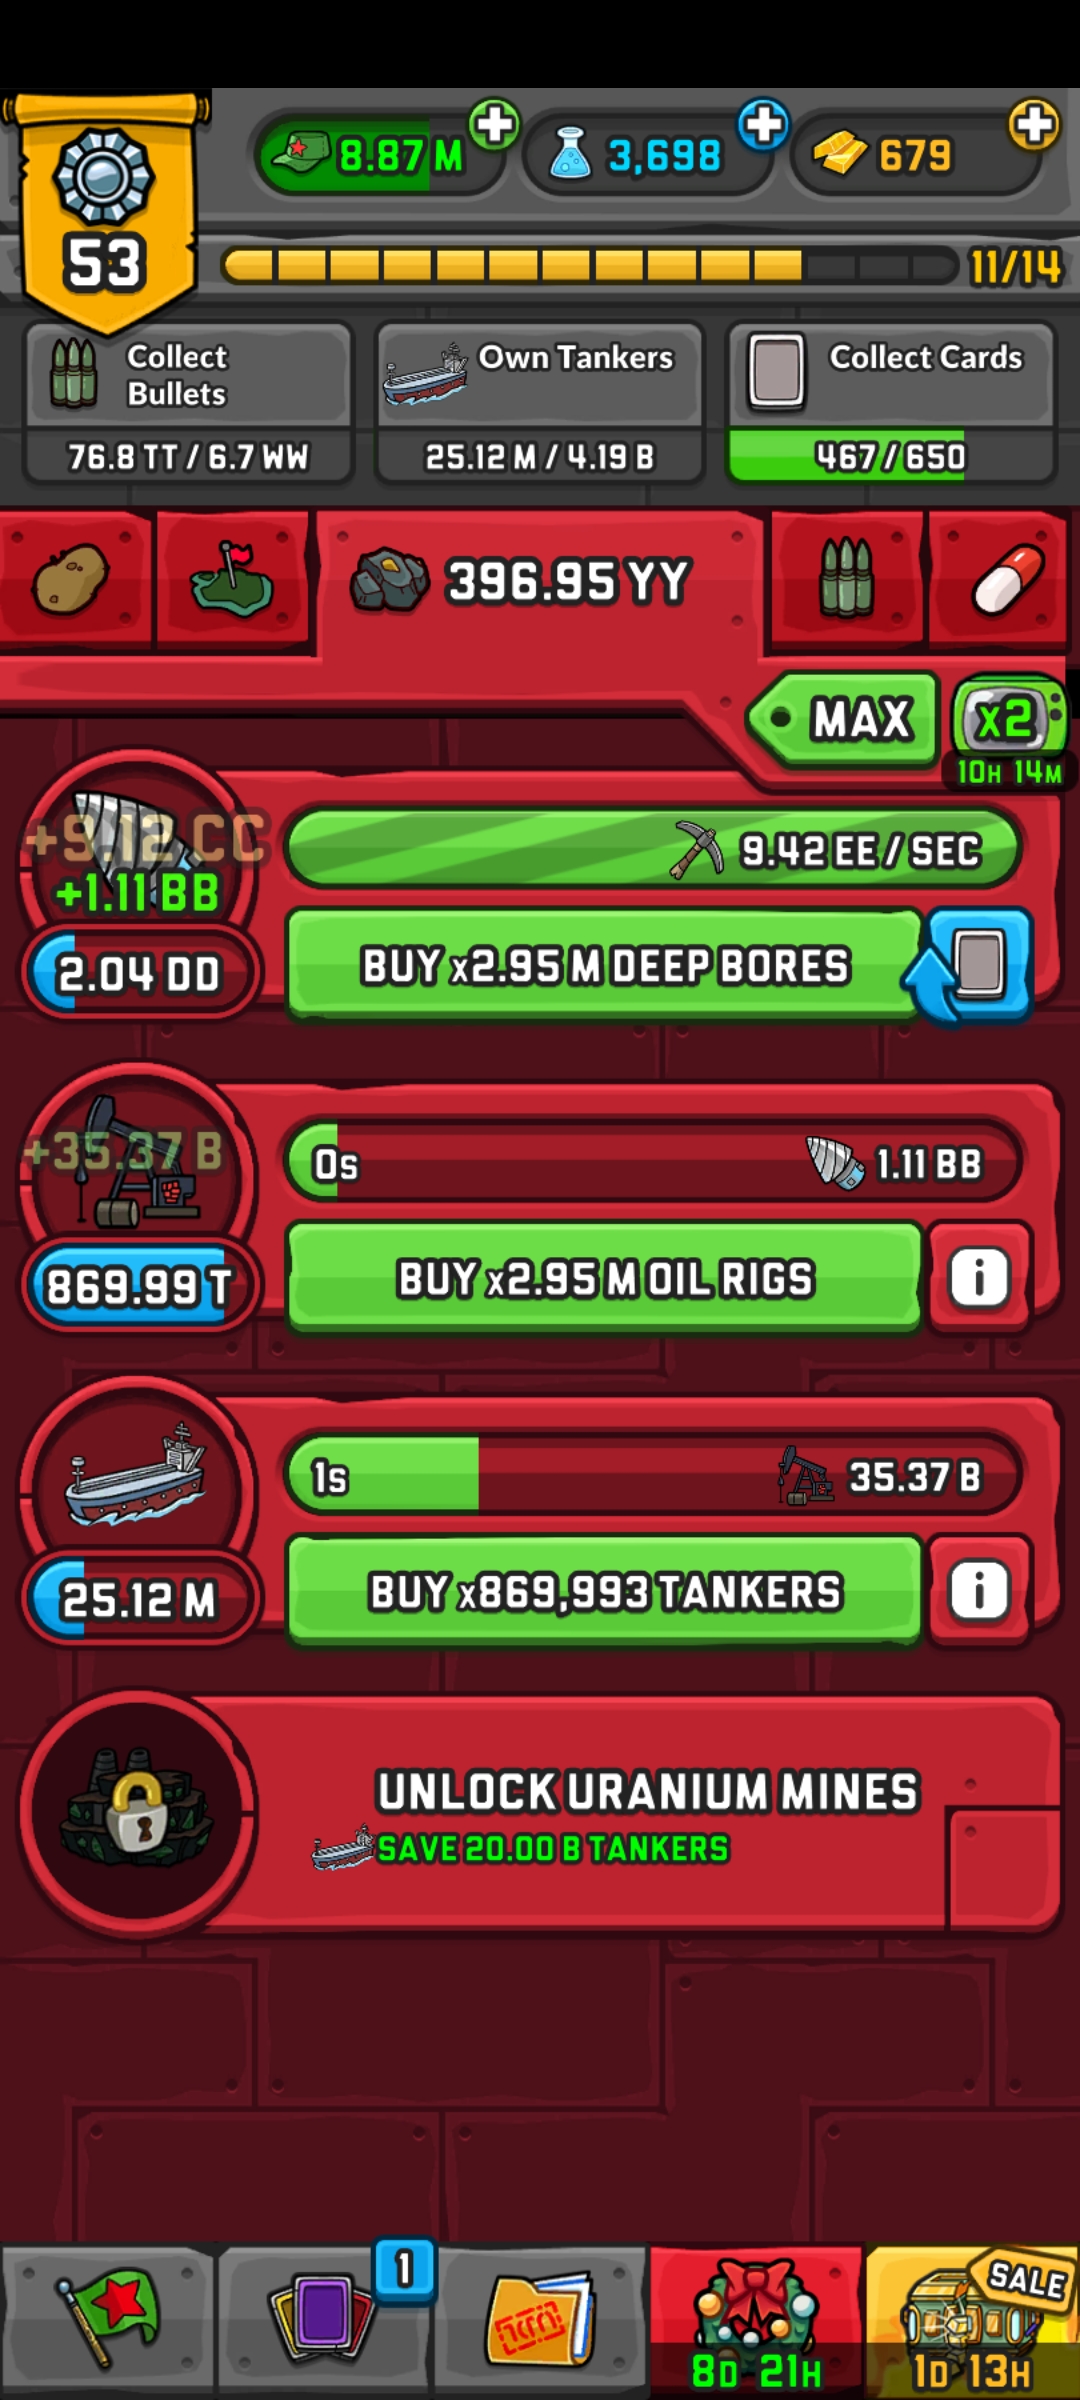 8.87 M
3,698
679
53
11/14
Collect
Bullets
Own Tankers
Collect Cards
76.8 TT / 6.7 WW
25.12 M / 4.19 B
467 / 650
396.95 YY
MAX
x2
10H 14M
+9.12 CC
+1.11 BB
9.42 EE / SEC
2.04 DD
BUY x2.95 M DEEP BORES
+35.37 B
0s
1.11 BB
869.99 T
BUY x2.95 M OIL RIGS
i
1s
35.37 B
25.12 M
BUY x869,993 TANKERS
i
UNLOCK URANIUM MINES
SAVE 20.00 B TANKERS
1
SALE
8D 21H
1D 13H